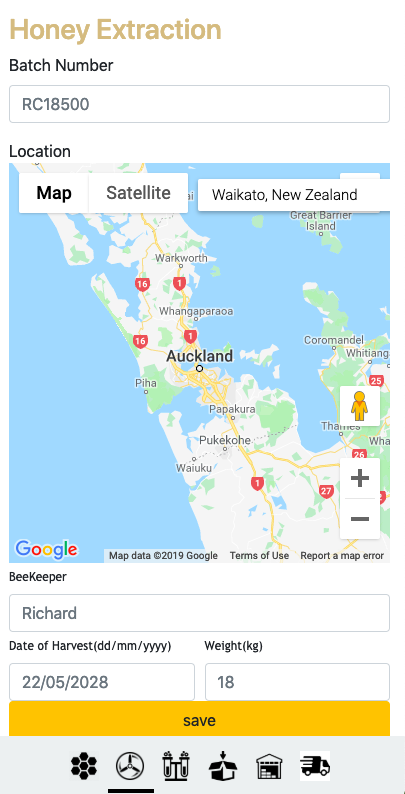 Honey Extraction
Batch Number
RC18500
Location
Map
Satellite
Waikato, New Zealand
Great Barrier
Island
Warkworth
16
1
Whangaparaoa
1
16
Auckland
Coromandel
Whitianga
25
Piha
Papakura
Thames
Pukekohe
26
Wha
2
Waiuku
1
27
Google
Map data ©2019 Google
Terms of Use
Report a map error
BeeKeeper
Richard
Date of Harvest(dd/mm/yyyy)
Weight(kg)
22/05/2028
18
save